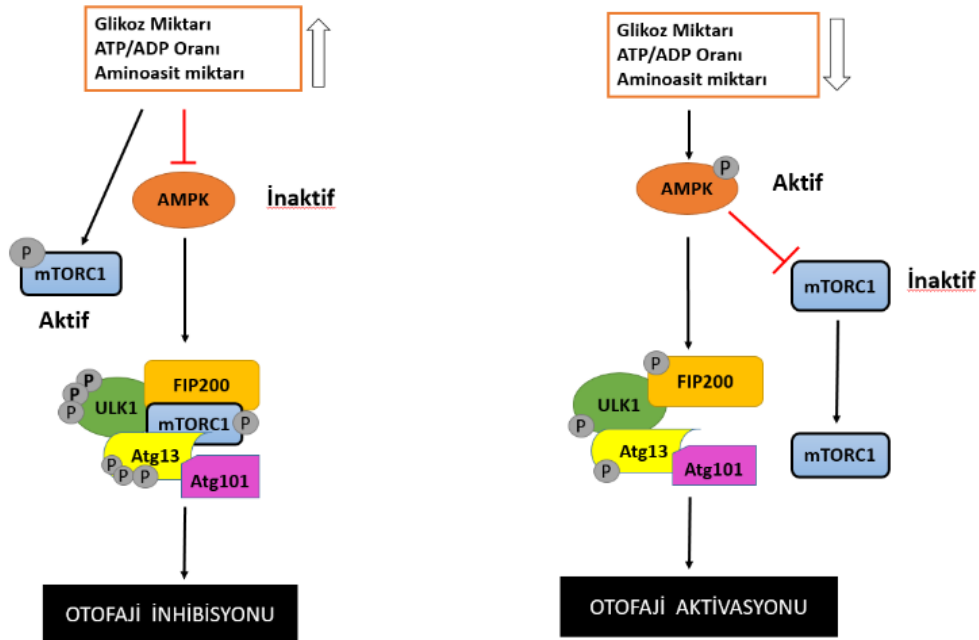 Glikoz Miktarı
ATP/ADP Oranı
Aminoasit miktarı
AMPK
İnaktif
P
mTORC1
Aktif
FIP200
P
P
P
ULK1
mTORC1
P
Atg13
P
P
P
Atg101
OTOFAJİ İNHİBİSYONU
Glikoz Miktarı
ATP/ADP Oranı
Aminoasit miktarı
P
AMPK
Aktif
mTORC1
İnaktif
P
FIP200
ULK1
P
Atg13
P
Atg101
mTORC1
OTOFAJİ AKTİVASYONU